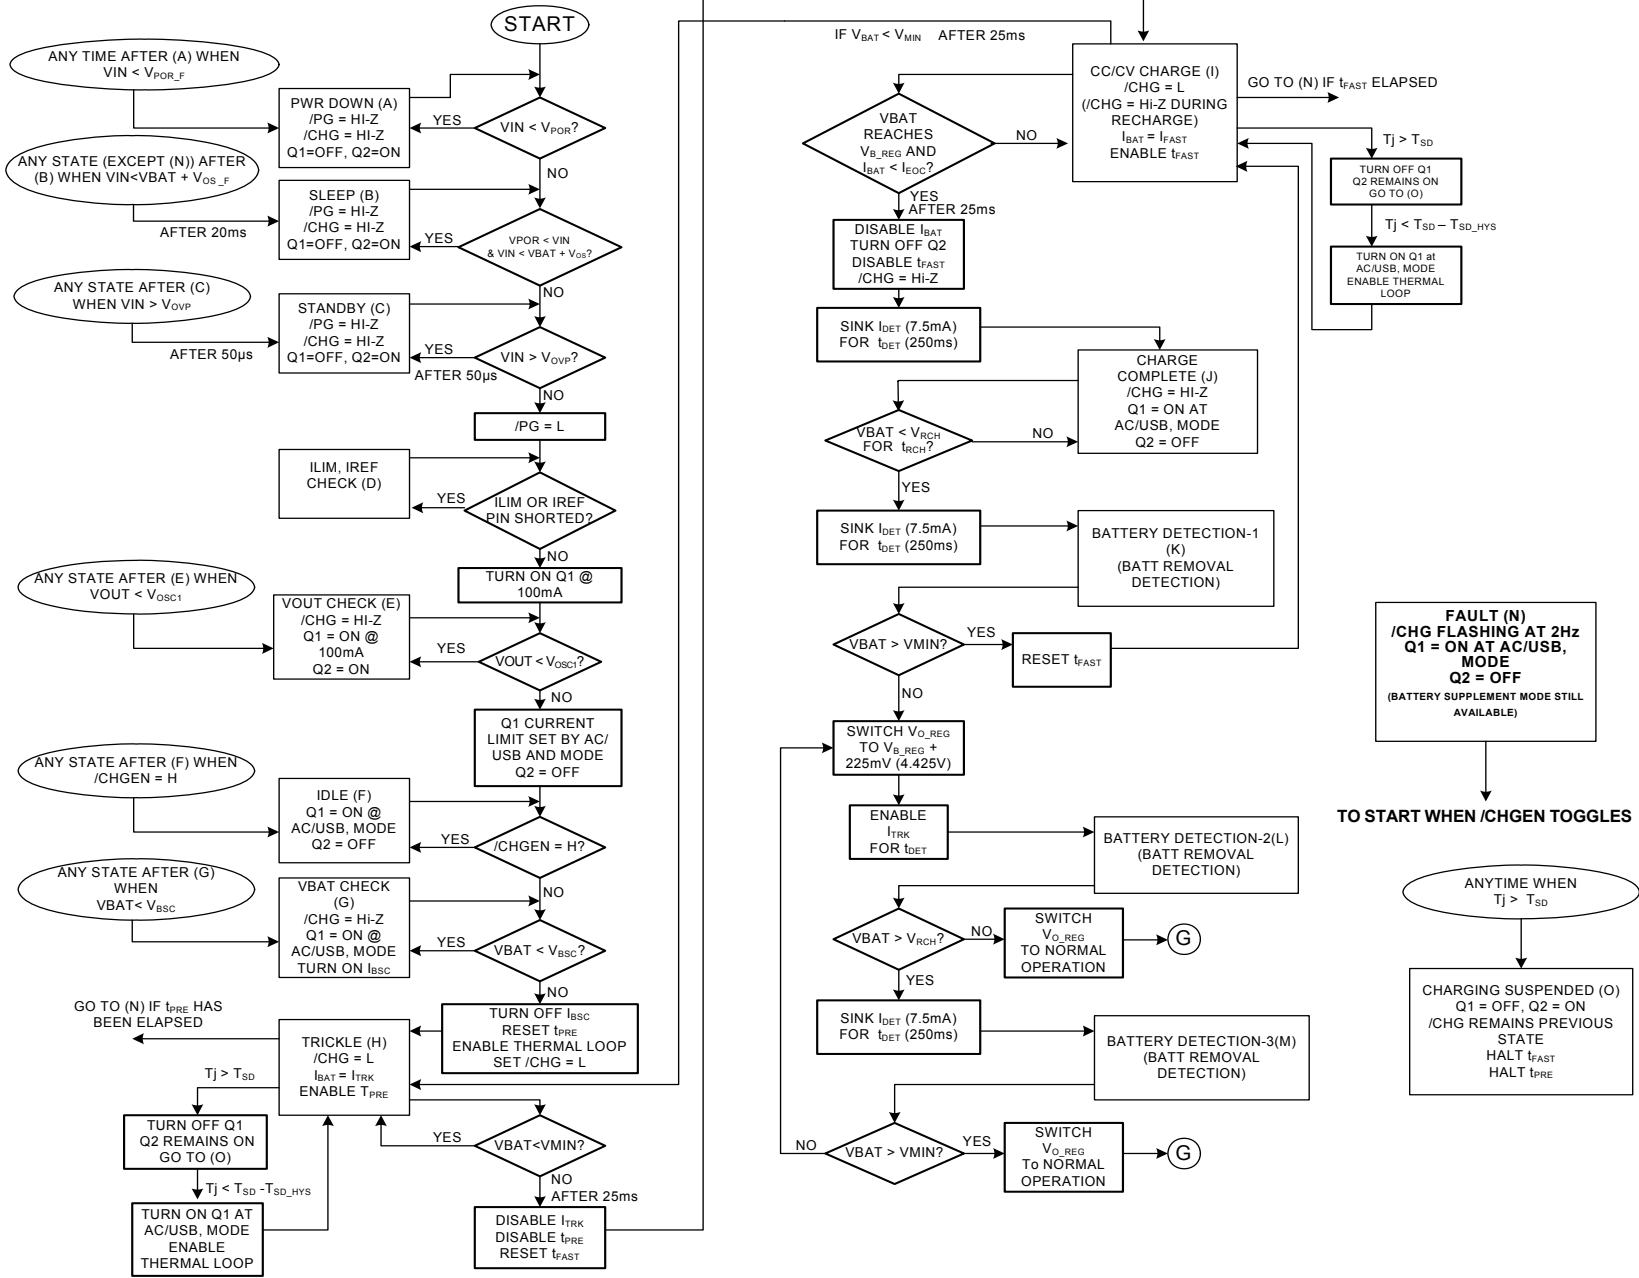 START
ANY TIME AFTER (A) WHEN
VIN < VPOR_F
PWR DOWN (A)
/PG = HI-Z
/CHG = HI-Z
Q1=OFF, Q2=ON
YES
VIN < VPOR?
NO
ANY STATE (EXCEPT (N)) AFTER
(B) WHEN VIN<VBAT + VOS_F
AFTER 20ms
SLEEP (B)
/PG = HI-Z
/CHG = HI-Z
Q1=OFF, Q2=ON
YES
VPOR < VIN
& VIN < VBAT + VOS?
NO
ANY STATE AFTER (C)
WHEN VIN > VOVP
AFTER 50µs
STANDBY (C)
/PG = HI-Z
/CHG = HI-Z
Q1=OFF, Q2=ON
YES
AFTER 50µs
VIN > VOVP?
NO
/PG = L
ILIM, IREF
CHECK (D)
YES
ILIM OR IREF
PIN SHORTED?
NO
TURN ON Q1 @
100mA
ANY STATE AFTER (E) WHEN
VOUT < VOSC1
VOUT CHECK (E)
/CHG = HI-Z
Q1 = ON @
100mA
Q2 = ON
YES
VOUT < VOSC1?
NO
Q1 CURRENT
LIMIT SET BY AC/
USB AND MODE
Q2 = OFF
ANY STATE AFTER (F) WHEN
/CHGEN = H
IDLE (F)
Q1 = ON @
AC/USB, MODE
Q2 = OFF
YES
/CHGEN = H?
NO
ANY STATE AFTER (G)
WHEN
VBAT< VBSC
VBAT CHECK
(G)
/CHG = Hi-Z
Q1 = ON @
AC/USB, MODE
TURN ON IBSC
YES
VBAT < VBSC?
NO
TURN OFF IBSC
RESET tPRE
ENABLE THERMAL LOOP
SET /CHG = L
GO TO (N) IF tPRE HAS
BEEN ELAPSED
TRICKLE (H)
/CHG = L
IBAT = ITRK
ENABLE TPRE
Tj > TSD
TURN OFF Q1
Q2 REMAINS ON
GO TO (O)
Tj < TSD -TSD_HYS
TURN ON Q1 AT
AC/USB, MODE
ENABLE
THERMAL LOOP
YES
VBAT<VMIN?
NO
AFTER 25ms
DISABLE ITRK
DISABLE tPRE
RESET tFAST
IF VBAT < VMIN AFTER 25ms
CC/CV CHARGE (I)
/CHG = L
(/CHG = Hi-Z DURING
RECHARGE)
IBAT = IFAST
ENABLE tFAST
GO TO (N) IF tFAST ELAPSED
Tj > TSD
TURN OFF Q1
Q2 REMAINS ON
GO TO (O)
Tj < TSD – TSD_HYS
TURN ON Q1 at
AC/USB, MODE
ENABLE THERMAL
LOOP
VBAT
REACHES
VB_REG AND
IBAT < IEOC?
NO
YES
AFTER 25ms
DISABLE IBAT
TURN OFF Q2
DISABLE tFAST
/CHG = Hi-Z
SINK IDET (7.5mA)
FOR tDET (250ms)
CHARGE
COMPLETE (J)
/CHG = HI-Z
Q1 = ON AT
AC/USB, MODE
Q2 = OFF
VBAT < VRCH
FOR tRCH?
NO
YES
SINK IDET (7.5mA)
FOR tDET (250ms)
BATTERY DETECTION-1
(K)
(BATT REMOVAL
DETECTION)
VBAT > VMIN?
YES
RESET tFAST
NO
SWITCH VO_REG
TO VB_REG +
225mV (4.425V)
ENABLE
ITRK
FOR tDET
BATTERY DETECTION-2(L)
(BATT REMOVAL
DETECTION)
VBAT > VRCH?
NO
SWITCH
VO_REG
TO NORMAL
OPERATION
G
YES
SINK IDET (7.5mA)
FOR tDET (250ms)
BATTERY DETECTION-3(M)
(BATT REMOVAL
DETECTION)
NO
VBAT > VMIN?
YES
SWITCH
VO_REG
To NORMAL
OPERATION
G
FAULT (N)
/CHG FLASHING AT 2Hz
Q1 = ON AT AC/USB,
MODE
Q2 = OFF
(BATTERY SUPPLEMENT MODE STILL
AVAILABLE)
TO START WHEN /CHGEN TOGGLES
ANYTIME WHEN
Tj > TSD
CHARGING SUSPENDED (O)
Q1 = OFF, Q2 = ON
/CHG REMAINS PREVIOUS
STATE
HALT tFAST
HALT tPRE